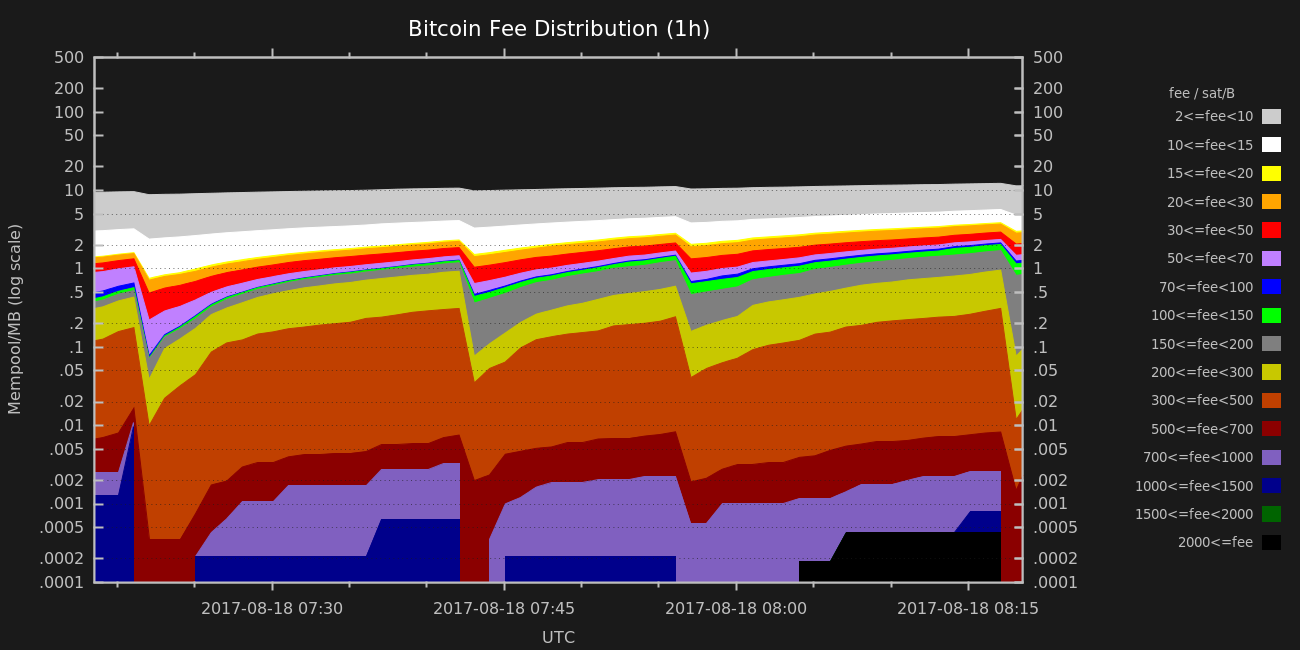 Bitcoin Fee Distribution (1h)
Mempool/MB (log scale)
500
200
100
50
20
10
5
2
1
.5
.2
.1
.05
.02
.01
.005
.002
.001
.0005
.0002
.0001
500
200
100
50
20
10
5
2
1
.5
.2
.1
.05
.02
.01
.005
.002
.001
.0005
.0002
.0001
fee / sat/B
2<=fee<10
10<=fee<15
15<=fee<20
20<=fee<30
30<=fee<50
50<=fee<70
70<=fee<100
100<=fee<150
150<=fee<200
200<=fee<300
300<=fee<500
500<=fee<700
700<=fee<1000
1000<=fee<1500
1500<=fee<2000
2000<=fee
2017-08-18 07:30 2017-08-18 07:45 2017-08-18 08:00 2017-08-18 08:15
UTC